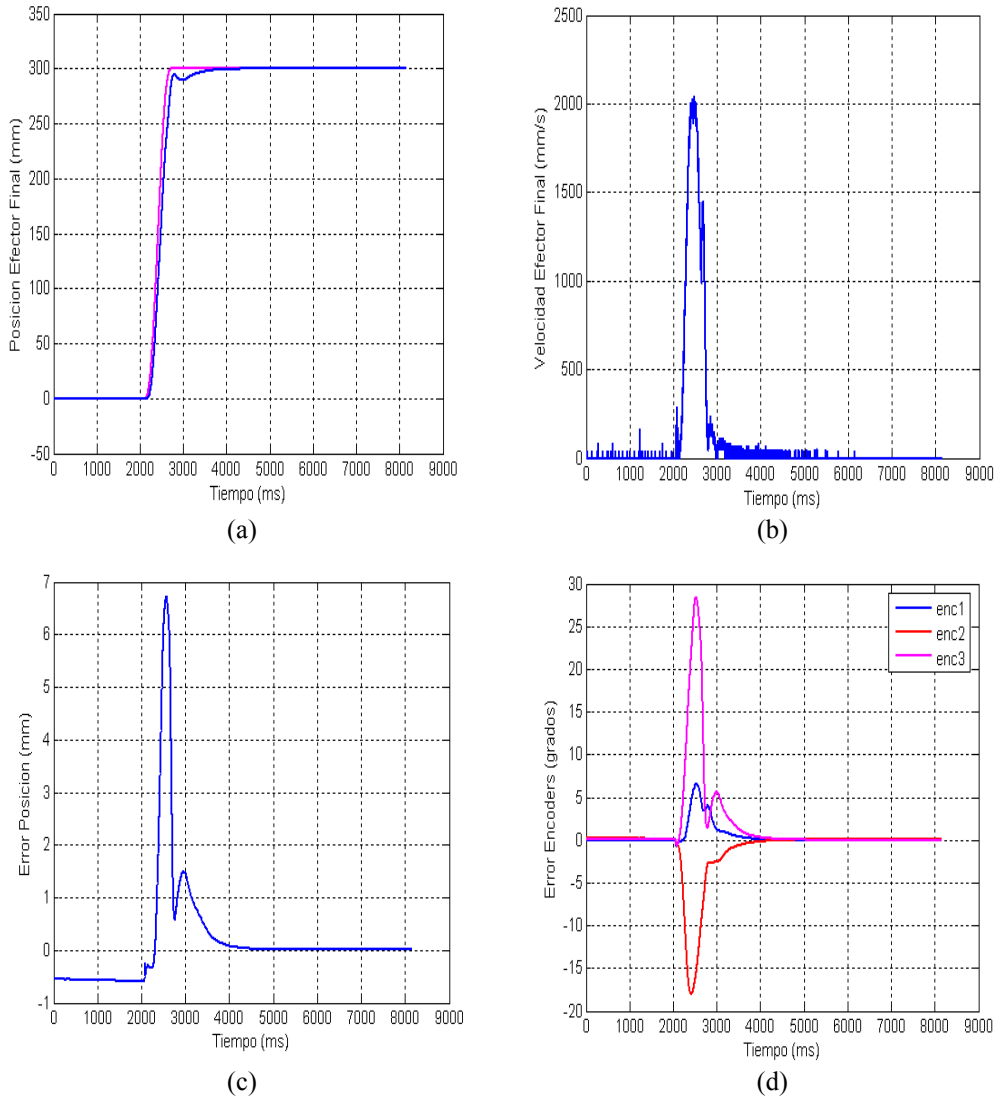 350
300
250
200
150
100
50
0
-50
Posicion Efector Final (mm)
0 1000 2000 3000 4000 5000 6000 7000 8000 9000
Tiempo (ms)
(a)
2500
2000
1500
1000
500
0
Velocidad Efector Final (mm/s)
0 1000 2000 3000 4000 5000 6000 7000 8000 9000
Tiempo (ms)
(b)
7
6
5
4
3
2
1
0
-1
Error Posicion (mm)
0 1000 2000 3000 4000 5000 6000 7000 8000 9000
Tiempo (ms)
(c)
30
25
20
15
10
5
0
-5
-10
-15
-20
Error Encoders (grados)
enc1
enc2
enc3
0 1000 2000 3000 4000 5000 6000 7000 8000 9000
Tiempo (ms)
(d)